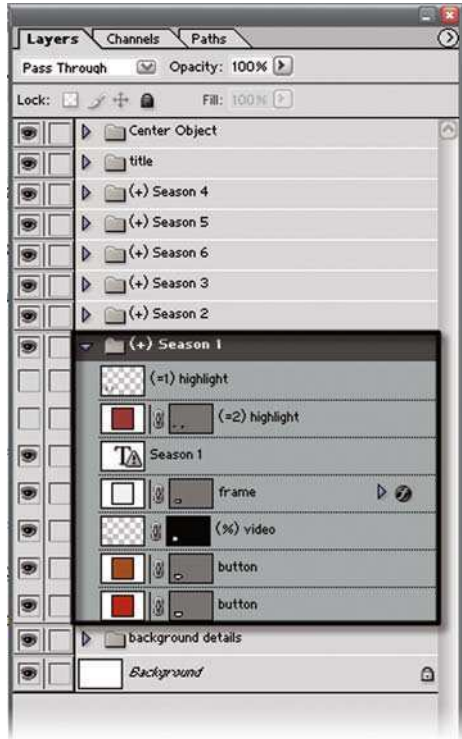 Layers Channels Paths
Pass Through Opacity: 100%
Lock: Fill: 100%
Center Object
title
(+) Season 4
(+) Season 5
(+) Season 6
(+) Season 3
(+) Season 2
(+) Season 1
(=1) highlight
(=2) highlight
Season 1
frame
(%) video
button
button
background details
Background